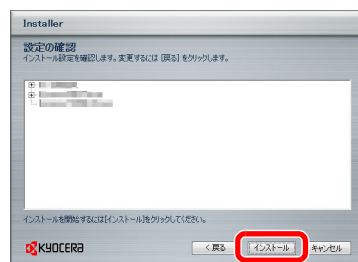 Installer
設定の確認
インストール設定を確認します。変更するには [戻る] をクリックします。
インストールを開始するには[インストール]をクリックしてください。
KYOCERA
< 戻る
インストール
キャンセル